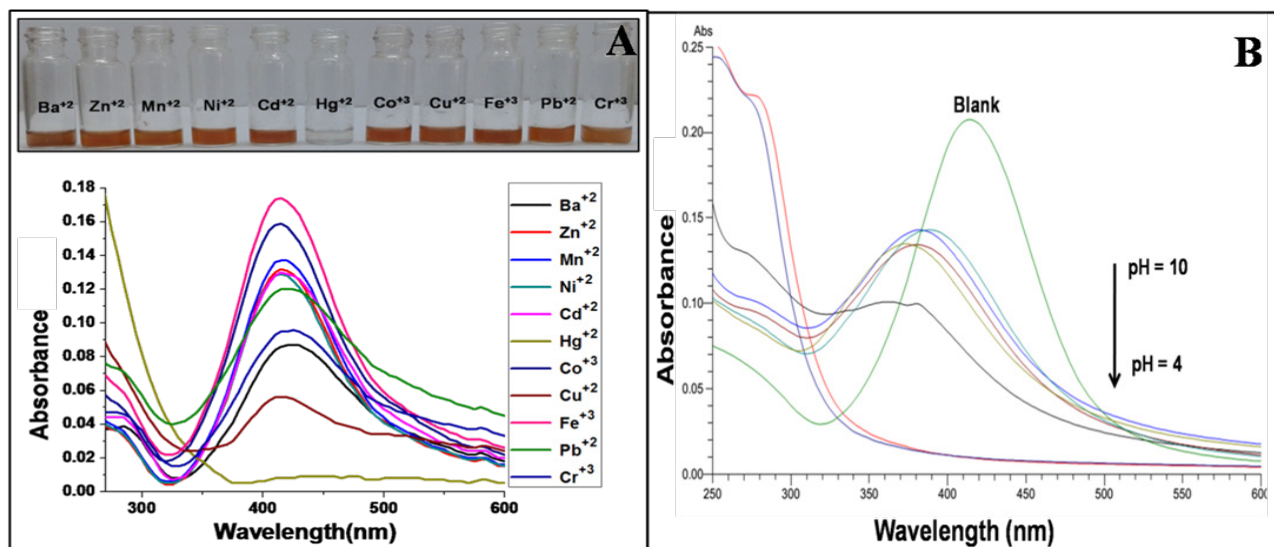 A
Ba+2 Zn+2 Mn+2 Ni+2 Cd+2 Hg+2 Co+3 Cu+2 Fe+3 Pb+2 Cr+3
0.18
0.16
0.14
0.12
0.10
0.08
0.06
0.04
0.02
0.00
Absorbance
300 400 500 600
Wavelength(nm)
Ba+2
Zn+2
Mn+2
Ni+2
Cd+2
Hg+2
Co+3
Cu+2
Fe+3
Pb+2
Cr+3
B
Abs
0.25
0.20
0.15
0.10
0.05
0.00
Absorbance
Blank
pH = 10
pH = 4
250 300 350 400 450 500 550 600
Wavelength (nm)